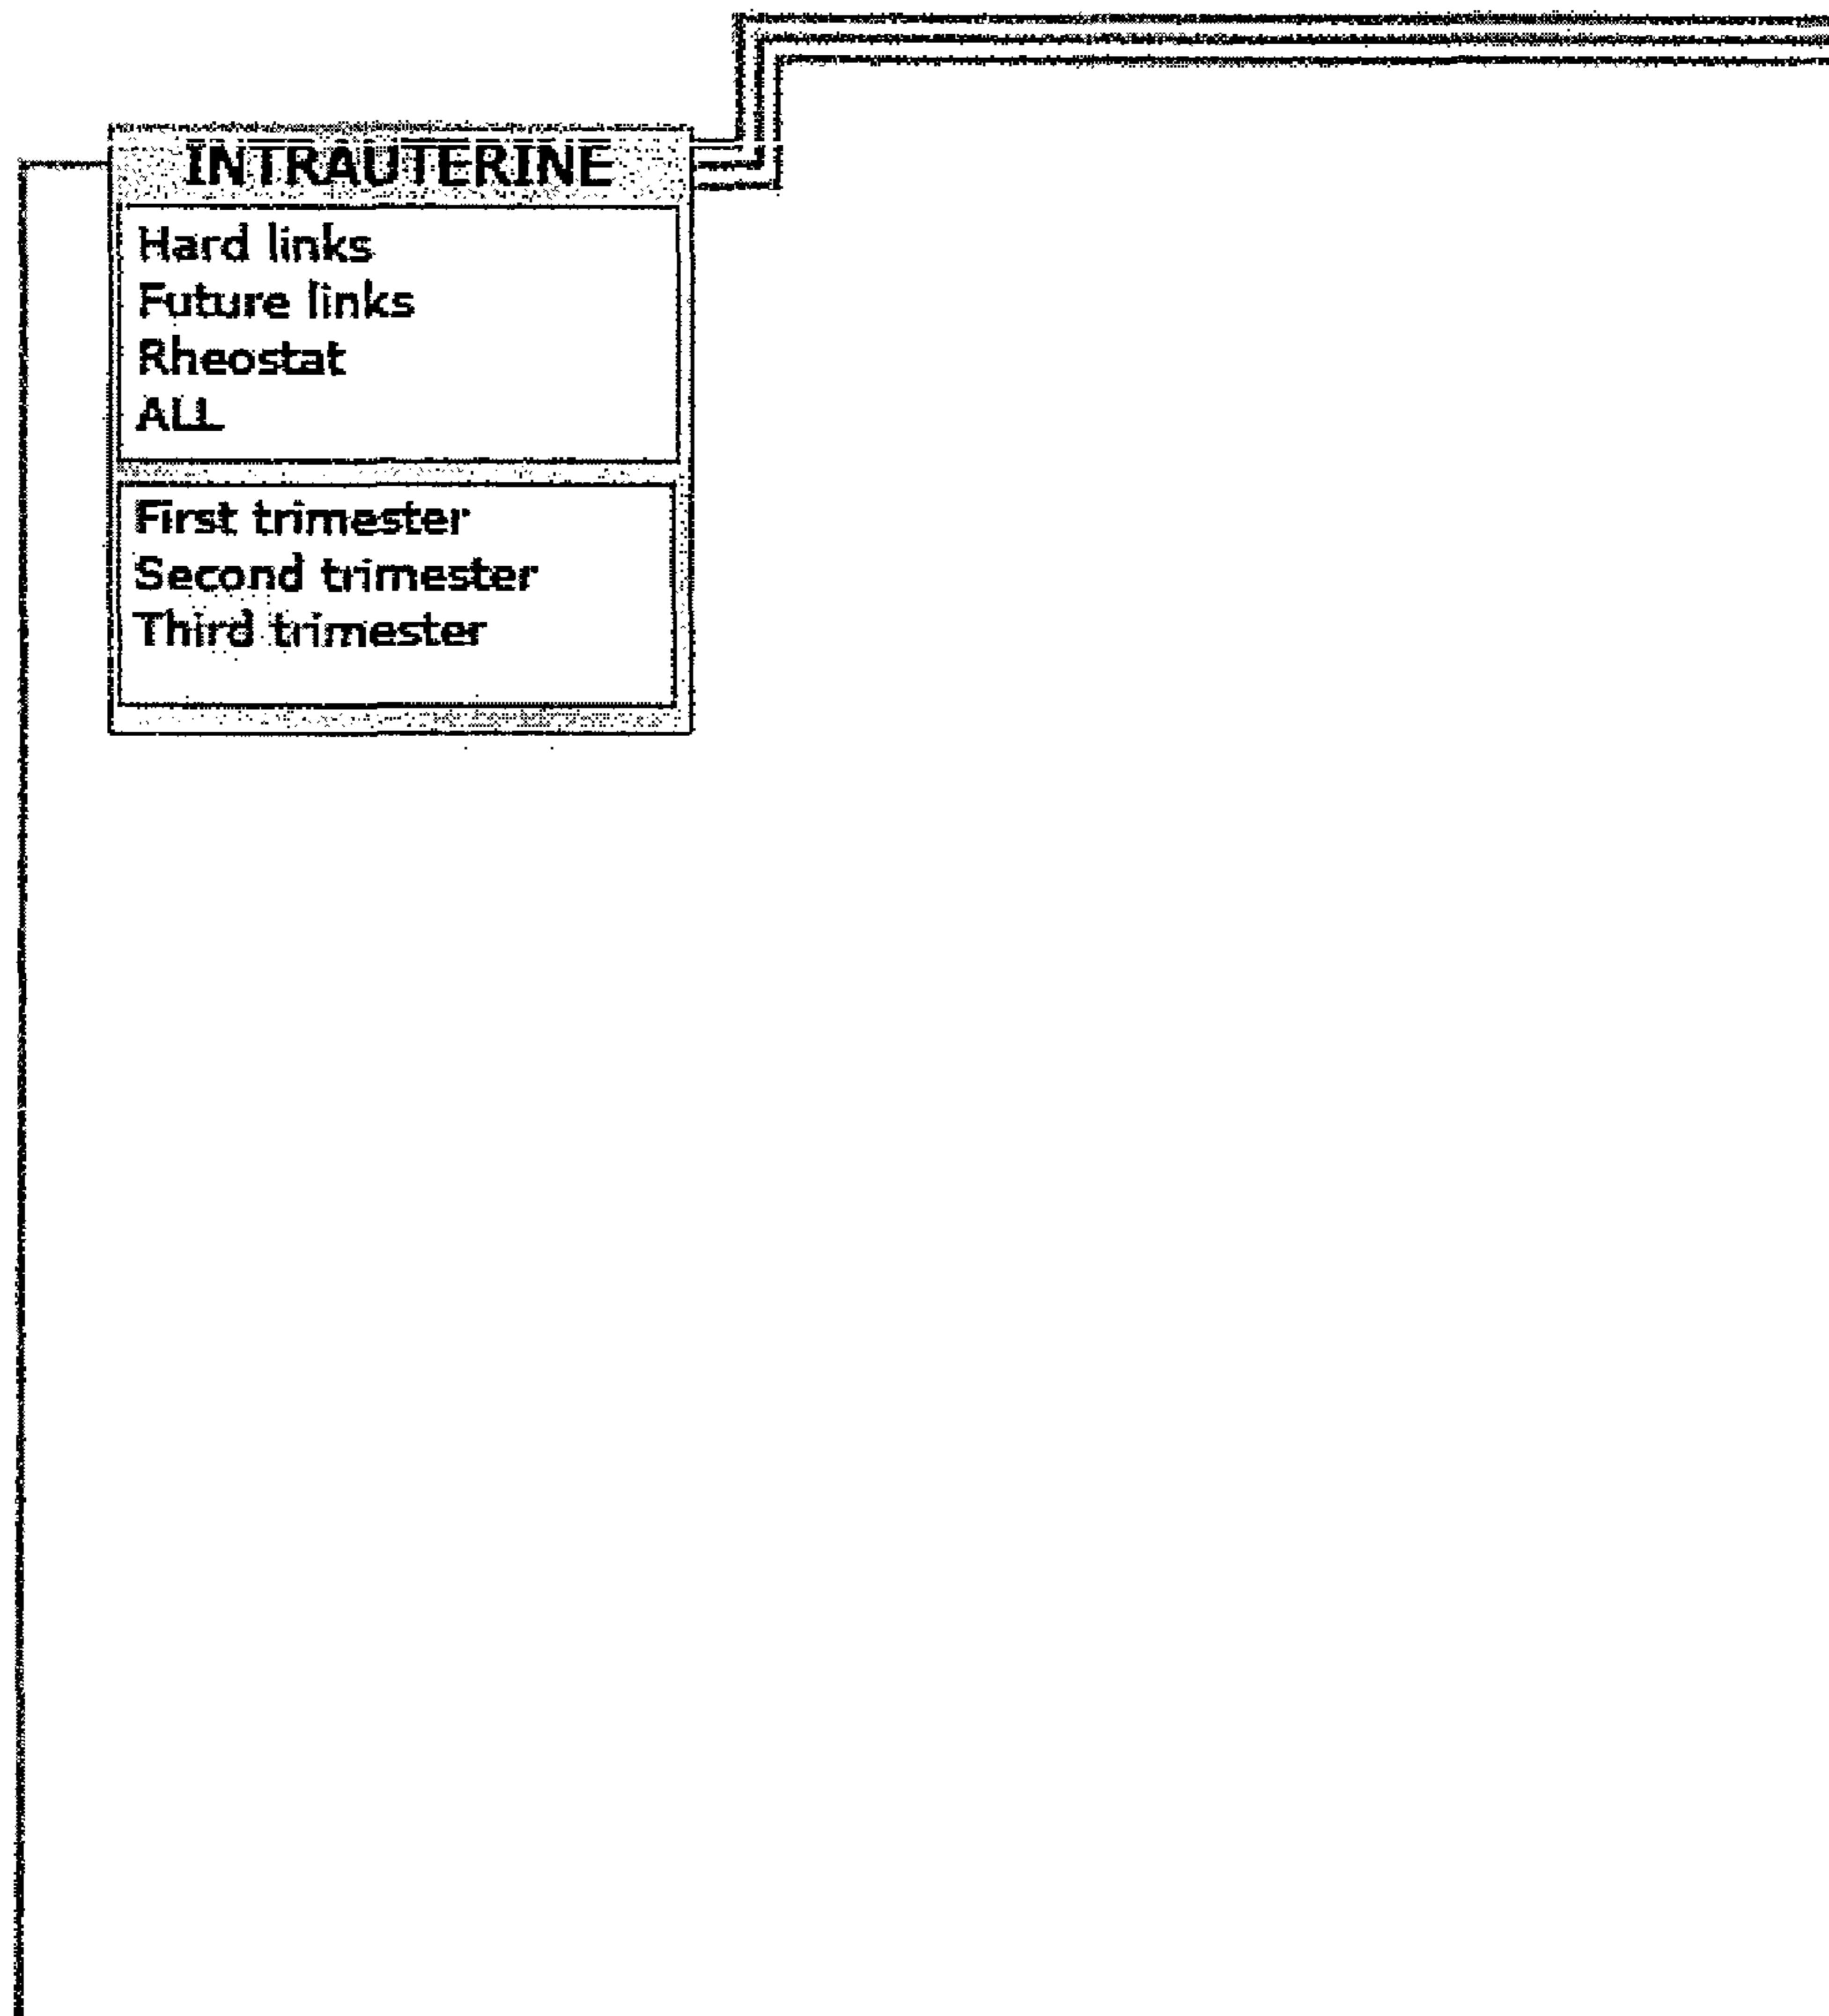 INTRAUTERINE
Hard links
Future links
Rheostat
ALL
First trimester
Second trimester
Third trimester